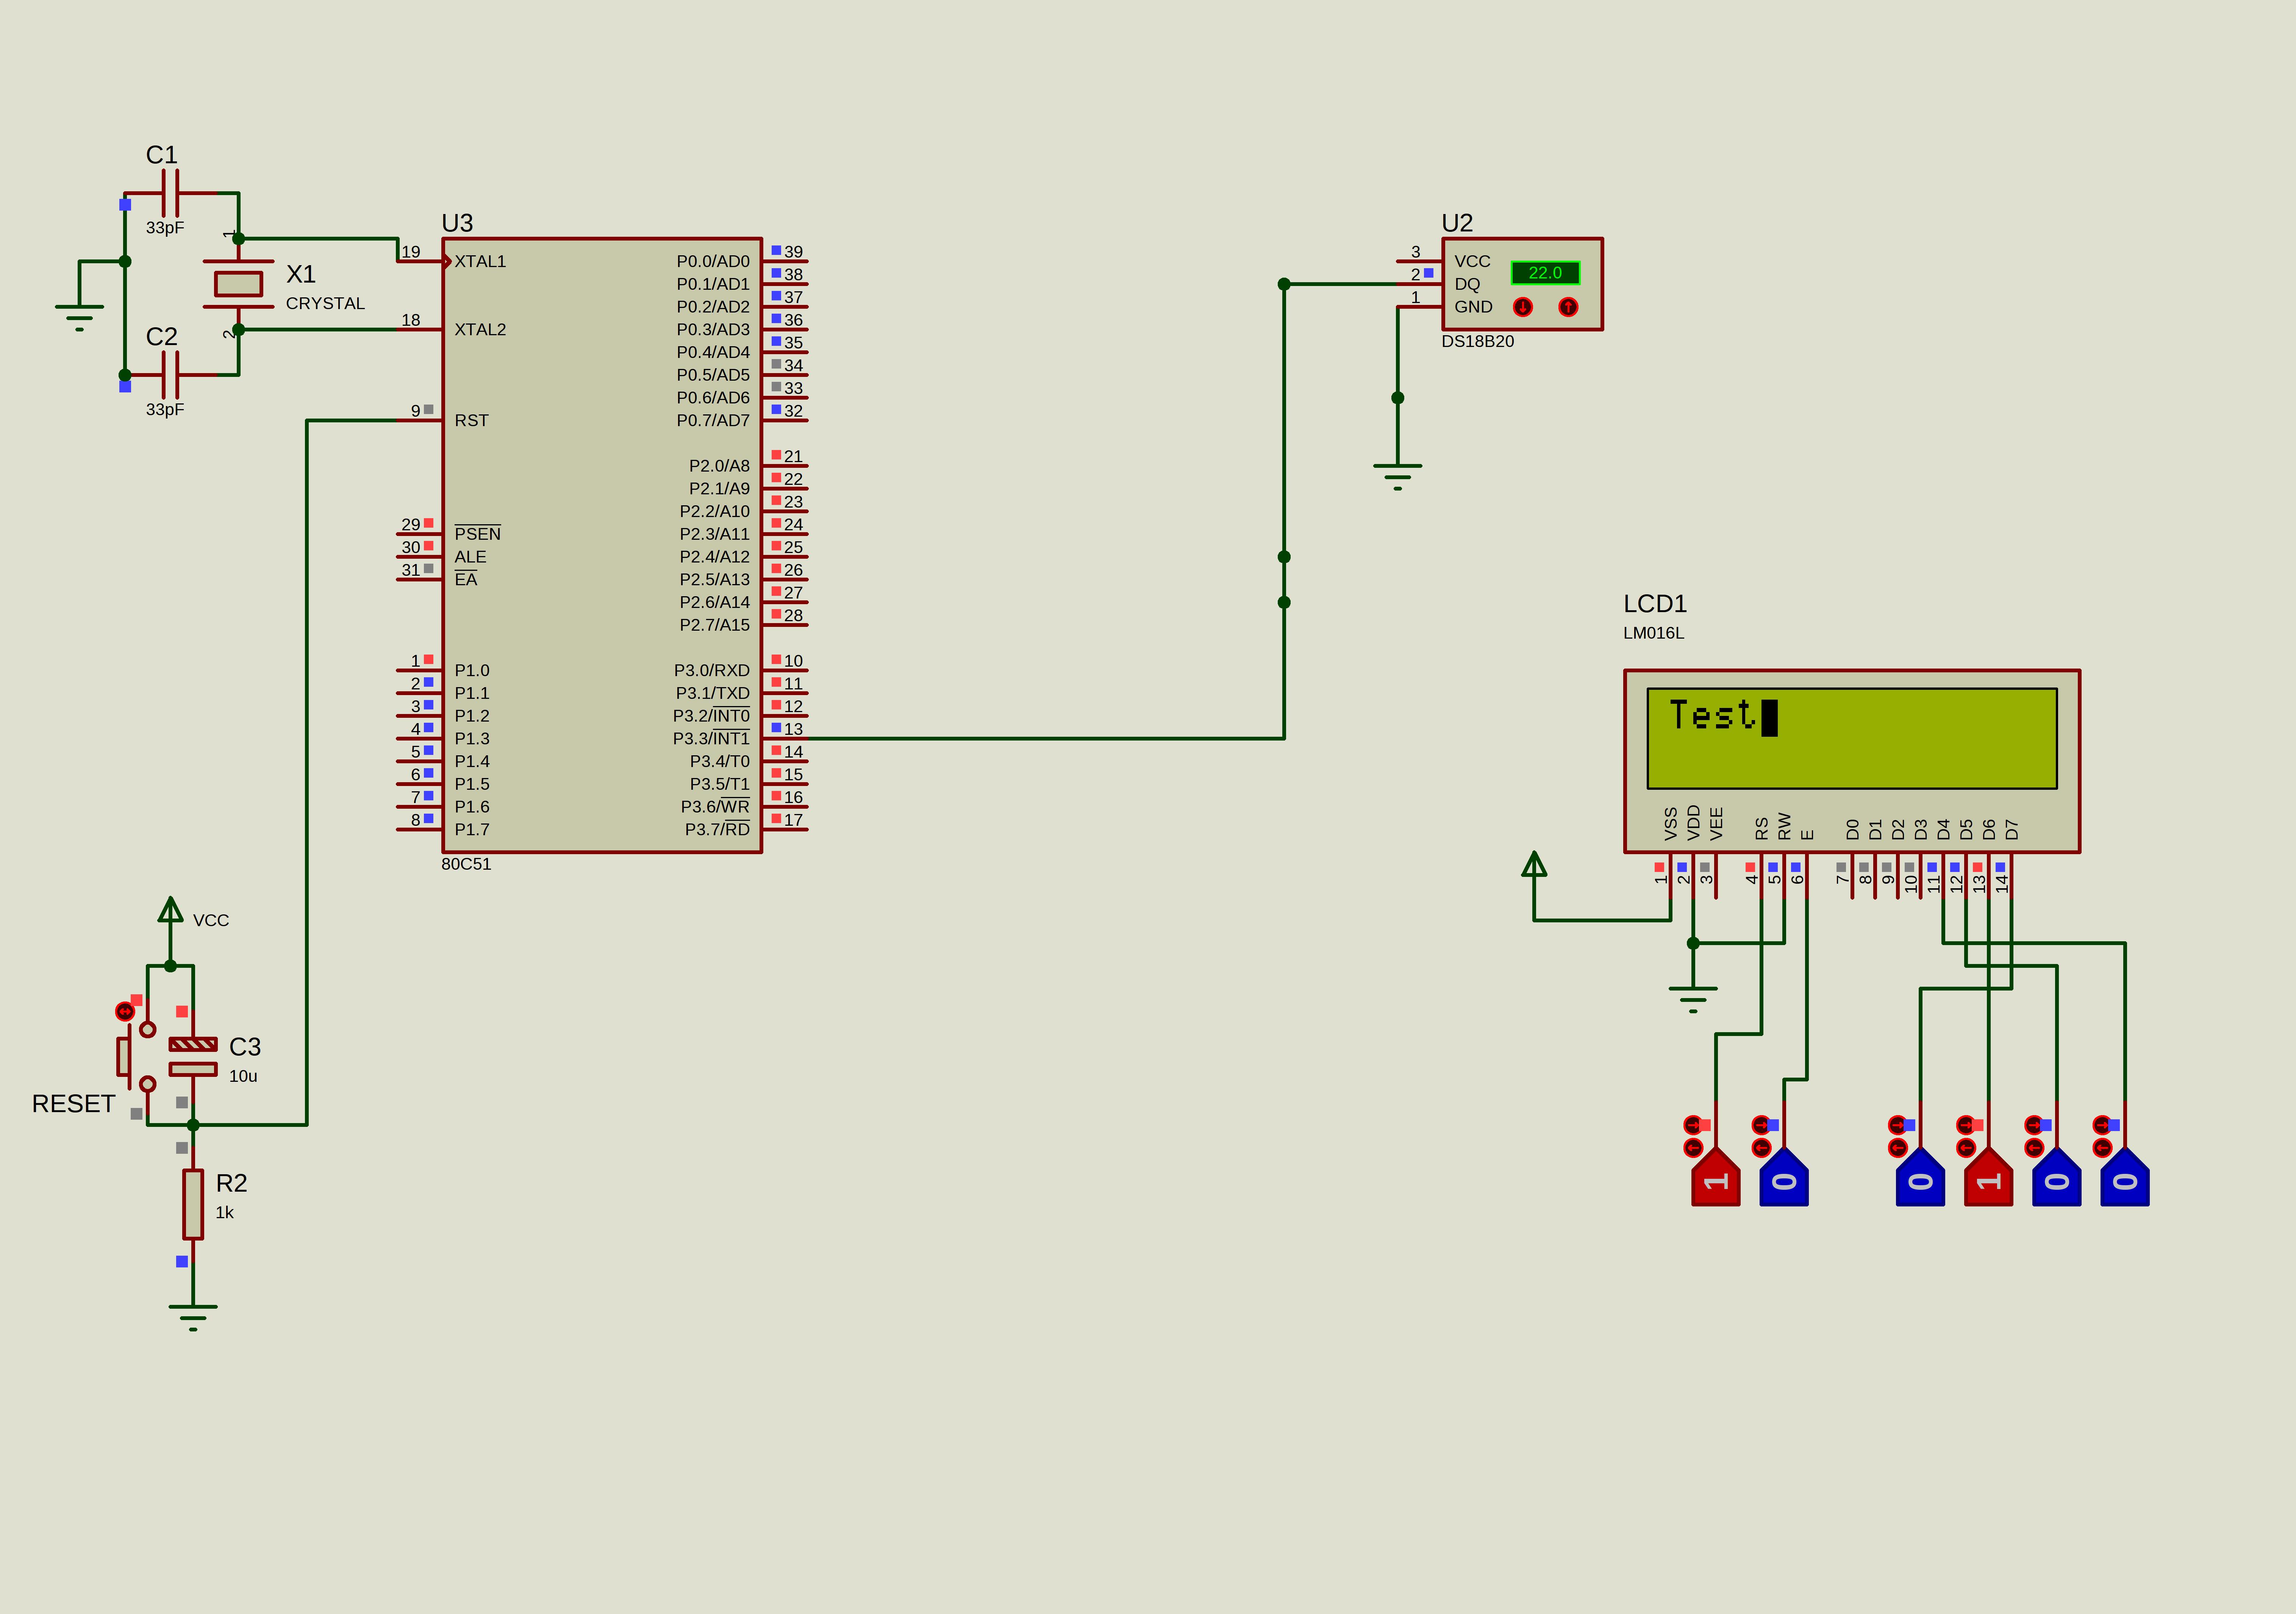 C1
33pF
1
X1
CRYSTAL
2
C2
33pF
U3
19 XTAL1
18 XTAL2
9 RST
29 PSEN
30 ALE
31 EA
1 P1.0
2 P1.1
3 P1.2
4 P1.3
5 P1.4
6 P1.5
7 P1.6
8 P1.7
P0.0/AD0 39
P0.1/AD1 38
P0.2/AD2 37
P0.3/AD3 36
P0.4/AD4 35
P0.5/AD5 34
P0.6/AD6 33
P0.7/AD7 32
P2.0/A8 21
P2.1/A9 22
P2.2/A10 23
P2.3/A11 24
P2.4/A12 25
P2.5/A13 26
P2.6/A14 27
P2.7/A15 28
P3.0/RXD 10
P3.1/TXD 11
P3.2/INT0 12
P3.3/INT1 13
P3.4/T0 14
P3.5/T1 15
P3.6/WR 16
P3.7/RD 17
80C51
U2
3 VCC
2 DQ
1 GND
22.0
DS18B20
LCD1
LM016L
Test.
VSS VDD VEE RS RW E D0 D1 D2 D3 D4 D5 D6 D7
1 2 3 4 5 6 7 8 9 10 11 12 13 14
1 0 0 1 0 0
VCC
RESET
C3
10u
R2
1k